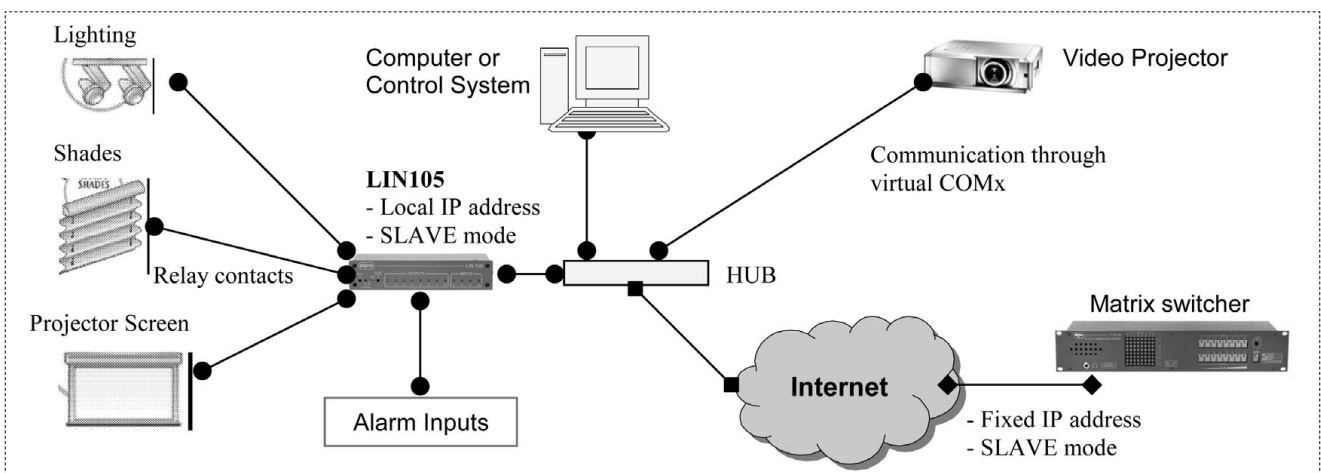 Lighting
Computer or
Control System
Video Projector
Shades
SHADES
Communication through
virtual COMx
LIN105
- Local IP address
- SLAVE mode
Relay contacts
HUB
Projector Screen
Matrix switcher
Internet
Alarm Inputs
- Fixed IP address
- SLAVE mode